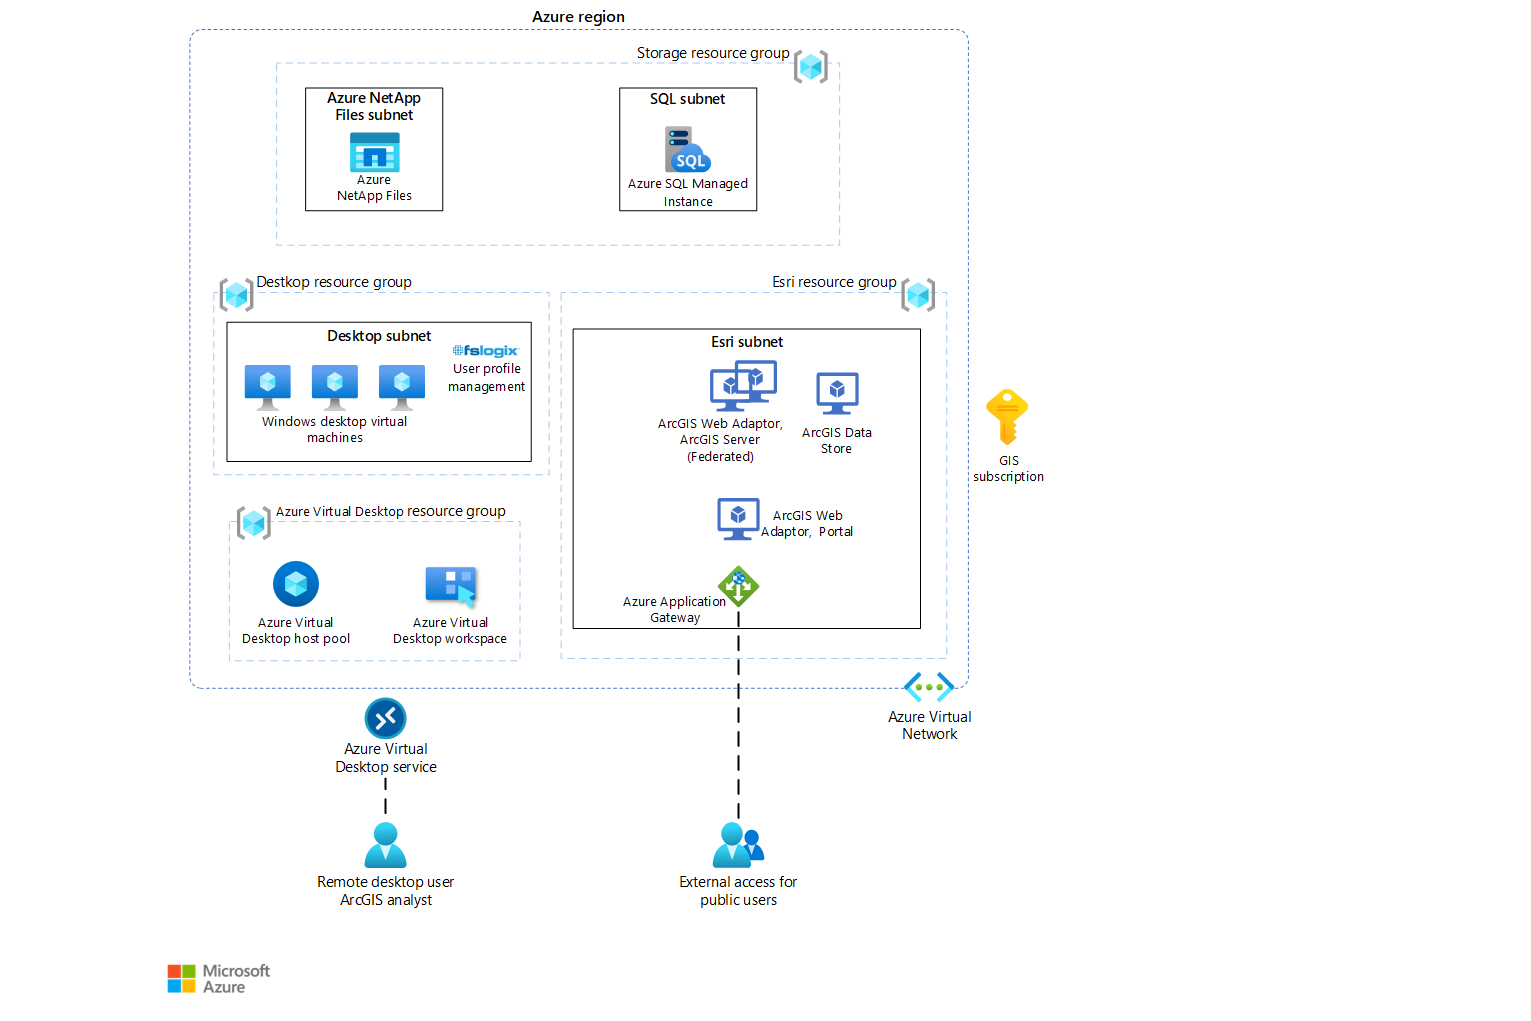 Azure region
Storage resource group
Azure NetApp
Files subnet
Azure
NetApp Files
SQL subnet
SQL
Azure SQL Managed
Instance
Destkop resource group
Desktop subnet
fslogix
User profile
management
Windows desktop virtual
machines
Esri resource group
Esri subnet
ArcGIS Web Adaptor,
ArcGIS Server
(Federated)
ArcGIS Data
Store
ArcGIS Web
Adaptor, Portal
Azure Application
Gateway
GIS
subscription
Azure Virtual Desktop resource group
Azure Virtual
Desktop host pool
Azure Virtual
Desktop workspace
Azure Virtual
Network
Azure Virtual
Desktop service
Remote desktop user
ArcGIS analyst
External access for
public users
Microsoft
Azure